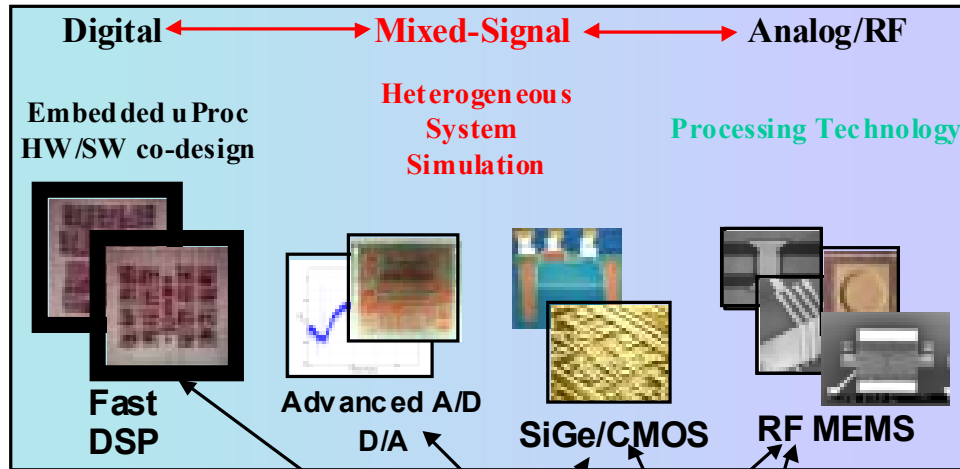 Digital
Mixed-Signal
Analog/RF
Embedded uProc
HW/SW co-design
Heterogeneous
System
Simulation
Processing Technology
Fast
DSP
Advanced A/D
D/A
SiGe/CMOS
RF MEMS